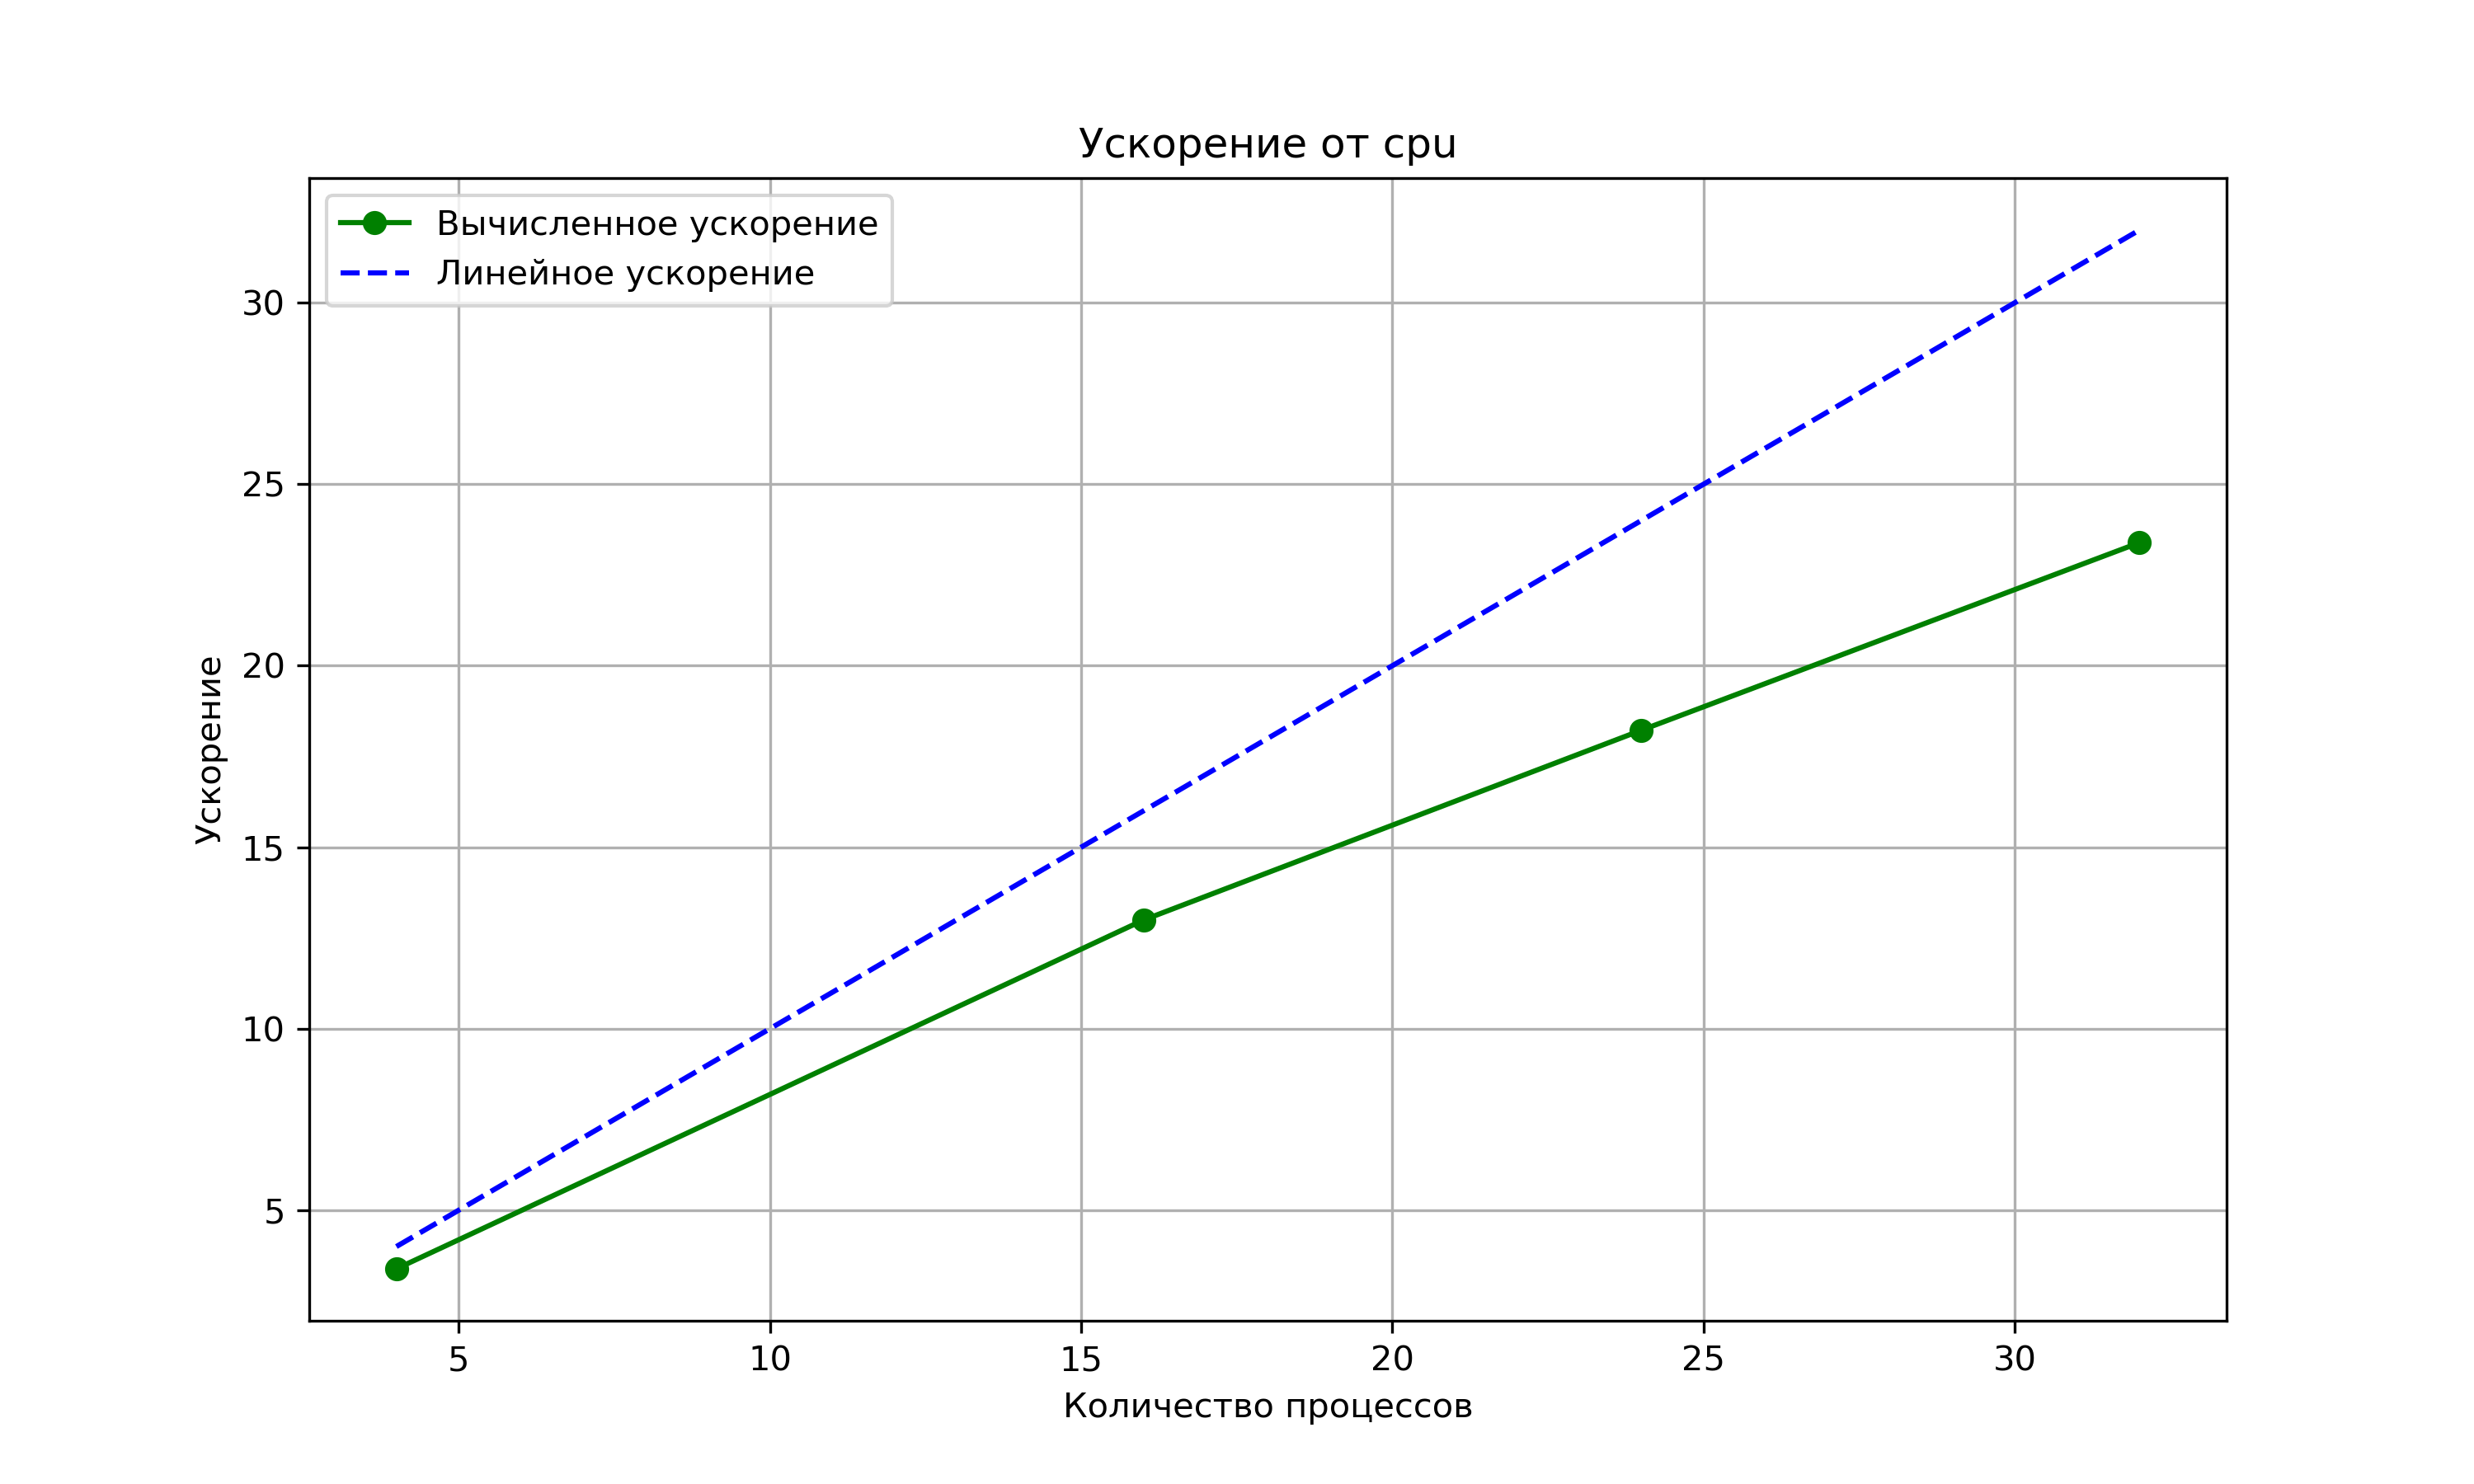 Ускорение от cpu
Вычисленное ускорение
Линейное ускорение
30
25
20
15
10
5
Ускорение
5 10 15 20 25 30
Количество процессов